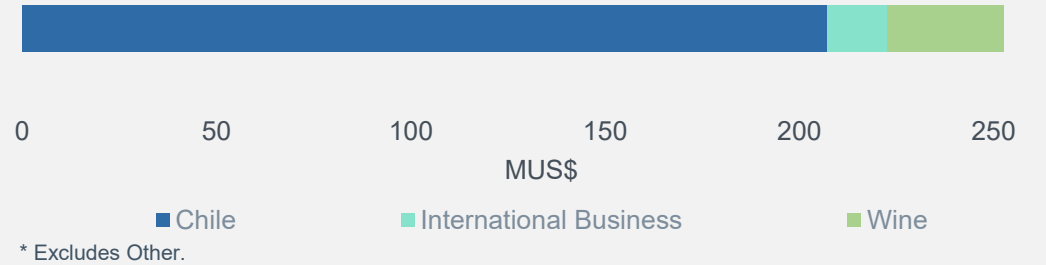 0 50 100 150 200 250
MUS$
Chile International Business Wine
* Excludes Other.